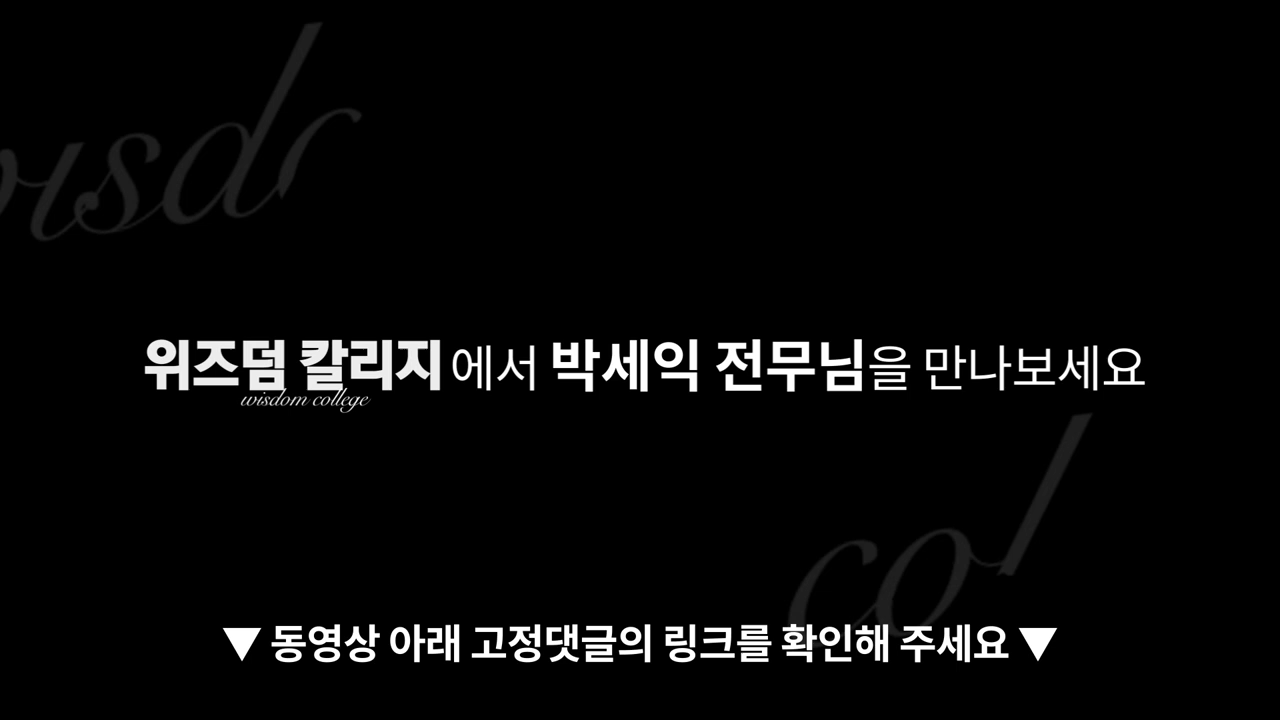 wisdr
위즈덤 칼리지에서 박세익 전무님을 만나보세요
wisdom college
col
▼ 동영상 아래 고정댓글의 링크를 확인해 주세요 ▼